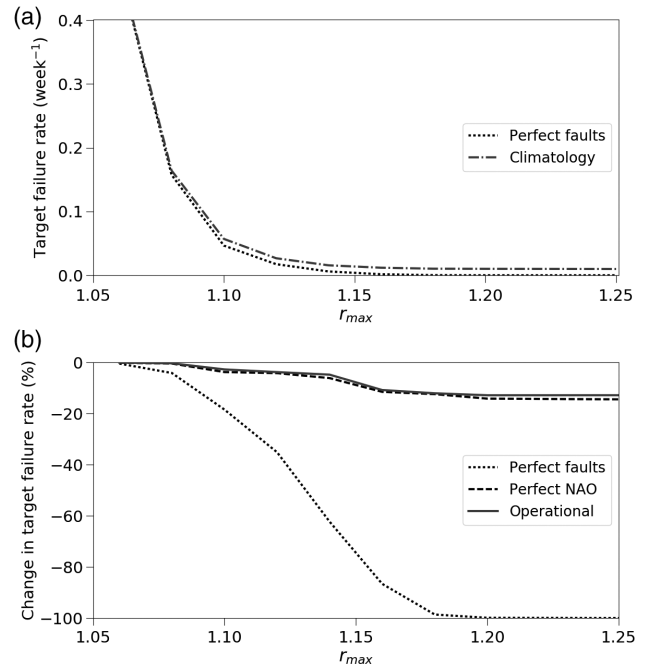 (a)
0.4
0.3
0.2
0.1
0.0
Target failure rate (week⁻¹)
Perfect faults
Climatology
1.05 1.10 1.15 1.20 1.25
r_max
(b)
0
−20
−40
−60
−80
−100
Change in target failure rate (%)
Perfect faults
Perfect NAO
Operational
1.05 1.10 1.15 1.20 1.25
r_max